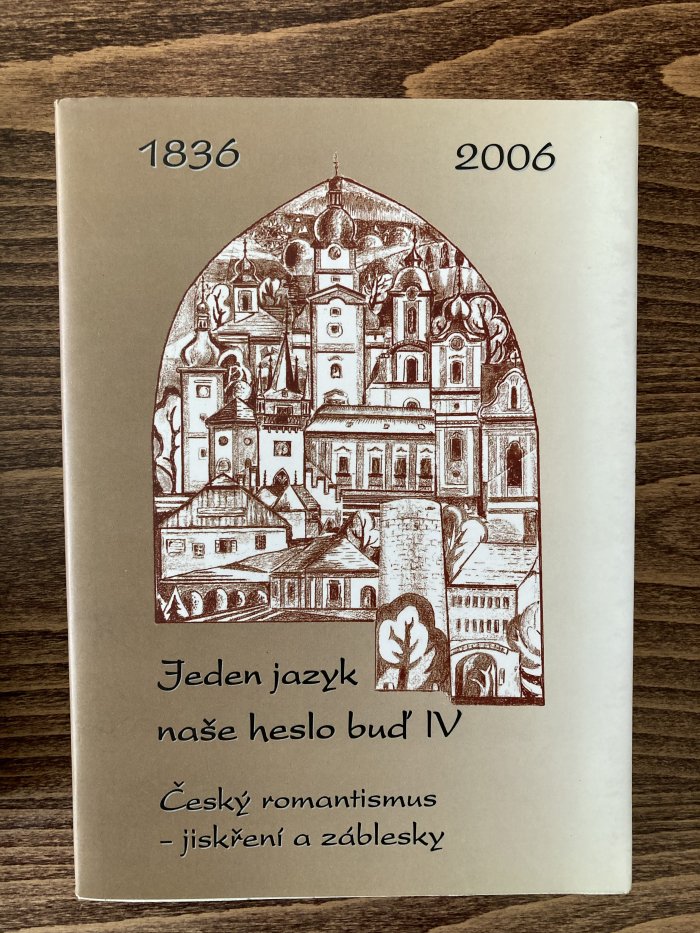 1836 2006
Jeden jazyk
naše heslo buď IV
Český romantismus
– jiskření a záblesky